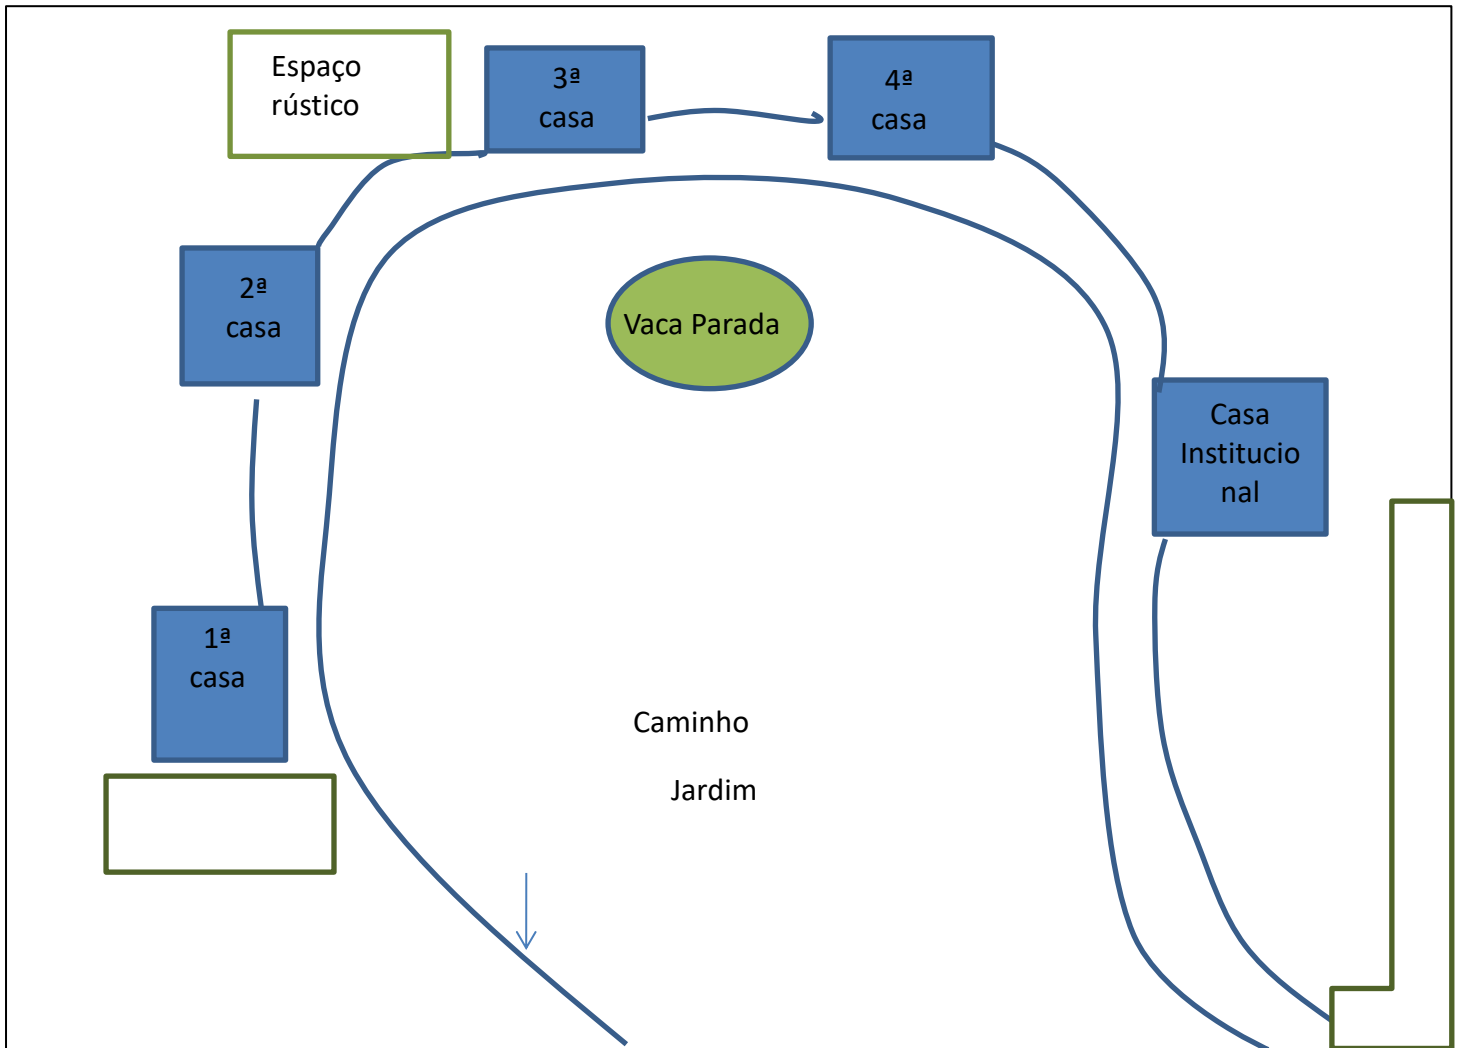 Espaço
rústico
3ª
casa
4ª
casa
2ª
casa
Vaca Parada
Casa
Institucio
nal
1ª
casa
Caminho
Jardim